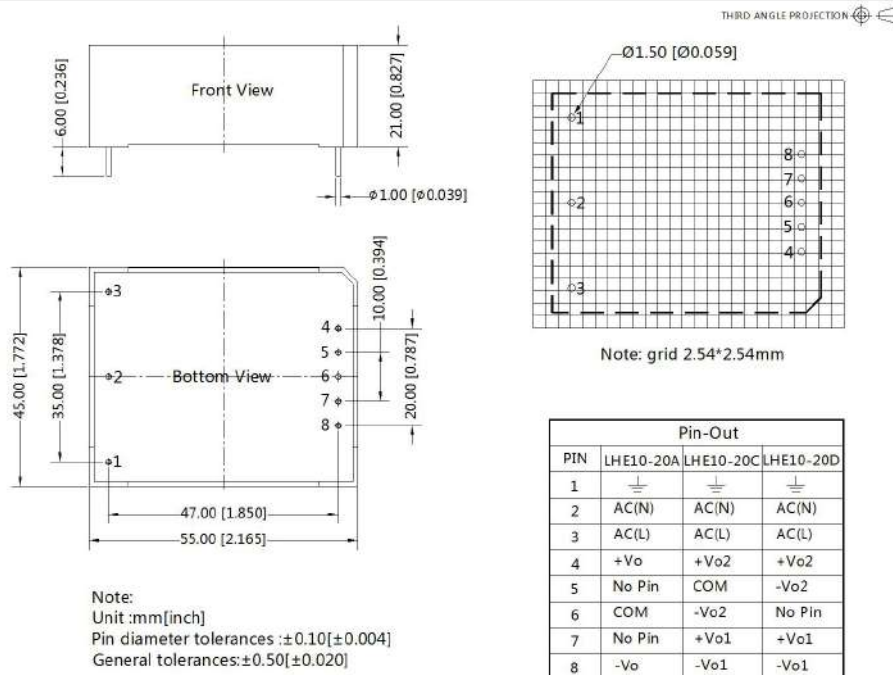 THIRD ANGLE PROJECTION
Front View
6.00 [0.236]
21.00 [0.827]
φ1.00 [φ0.039]
Ø1.50 [Ø0.059]
1
2
3
8
7
6
5
4
Note: grid 2.54*2.54mm
3
2
1
Bottom View
4
5
6
7
8
45.00 [1.772]
35.00 [1.378]
10.00 [0.394]
20.00 [0.787]
47.00 [1.850]
55.00 [2.165]
Note:
Unit :mm[inch]
Pin diameter tolerances :±0.10[±0.004]
General tolerances:±0.50[±0.020]
Pin-Out
PIN LHE10-20A LHE10-20C LHE10-20D
1
2 AC(N) AC(N) AC(N)
3 AC(L) AC(L) AC(L)
4 +Vo +Vo2 +Vo2
5 No Pin COM -Vo2
6 COM -Vo2 No Pin
7 No Pin +Vo1 +Vo1
8 -Vo -Vo1 -Vo1